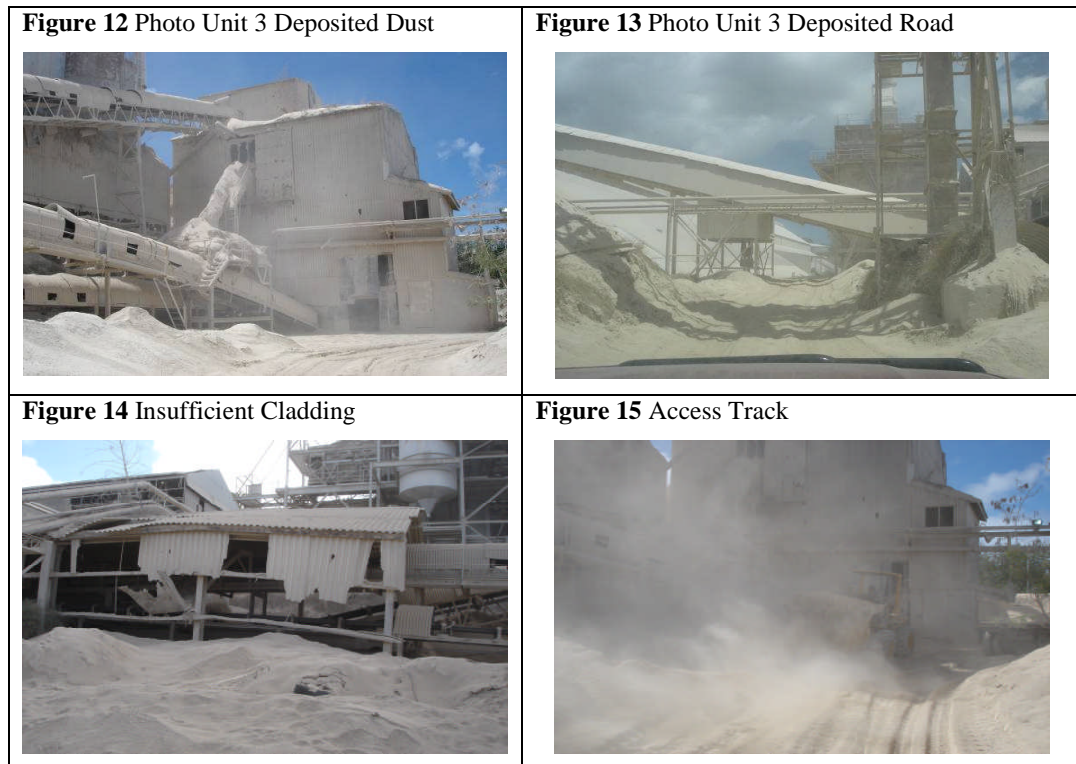 Figure 12 Photo Unit 3 Deposited Dust
Figure 13 Photo Unit 3 Deposited Road
Figure 14 Insufficient Cladding
Figure 15 Access Track